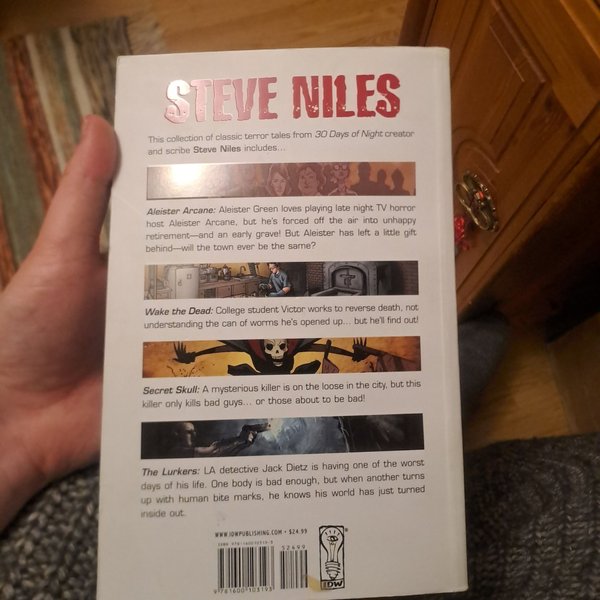 STEVE NILES
This collection of classic terror tales from 30 Days of Night creator
and scribe Steve Niles includes...
Aleister Arcane: Aleister Green loves playing late night TV horror
host Aleister Arcane, but he's forced off the air into unhappy
retirement—and an early grave! But Aleister has left a little gift
behind—will the town ever be the same?
Wake the Dead: College student Victor works to reverse death, not
understanding the can of worms he's opened up... but he'll find out!
Secret Skull: A mysterious killer is on the loose in the city, but this
killer only kills bad guys... or those about to be bad!
The Lurkers: LA detective Jack Dietz is having one of the worst
days of his life. One body is bad enough, but when another turns
up with human bite marks, he knows his world has just turned
inside out.
WWW.IDWPUBLISHING.COM • $24.99
ISBN 978-1-60010-319-3
52499
9781600103193
IDW